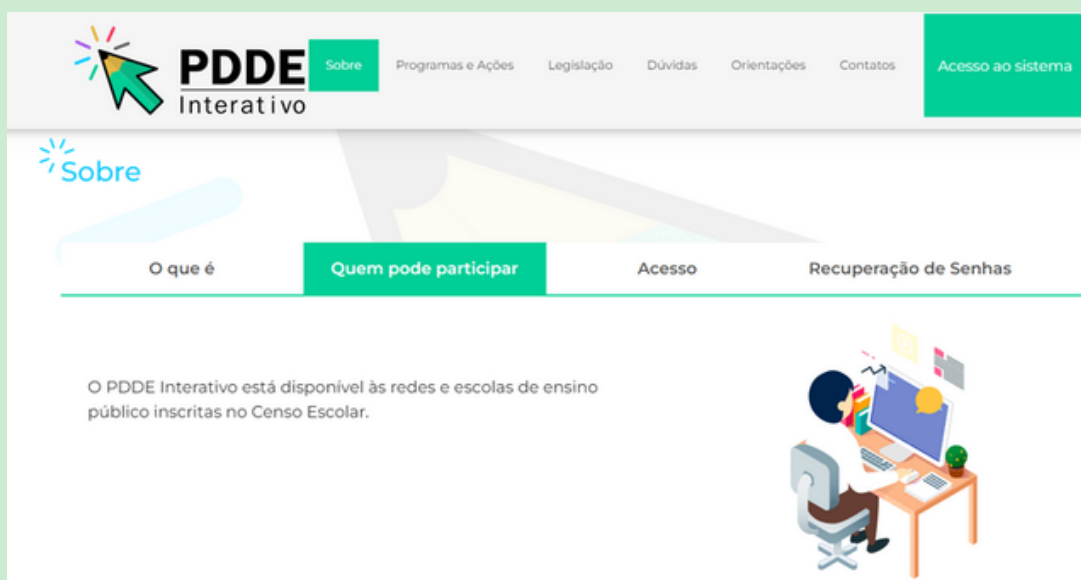 PDDE
Interativo
Sobre
Programas e Ações
Legislação
Dúvidas
Orientações
Contatos
Acesso ao sistema
Sobre
O que é
Quem pode participar
Acesso
Recuperação de Senhas
O PDDE Interativo está disponível às redes e escolas de ensino
público inscritas no Censo Escolar.